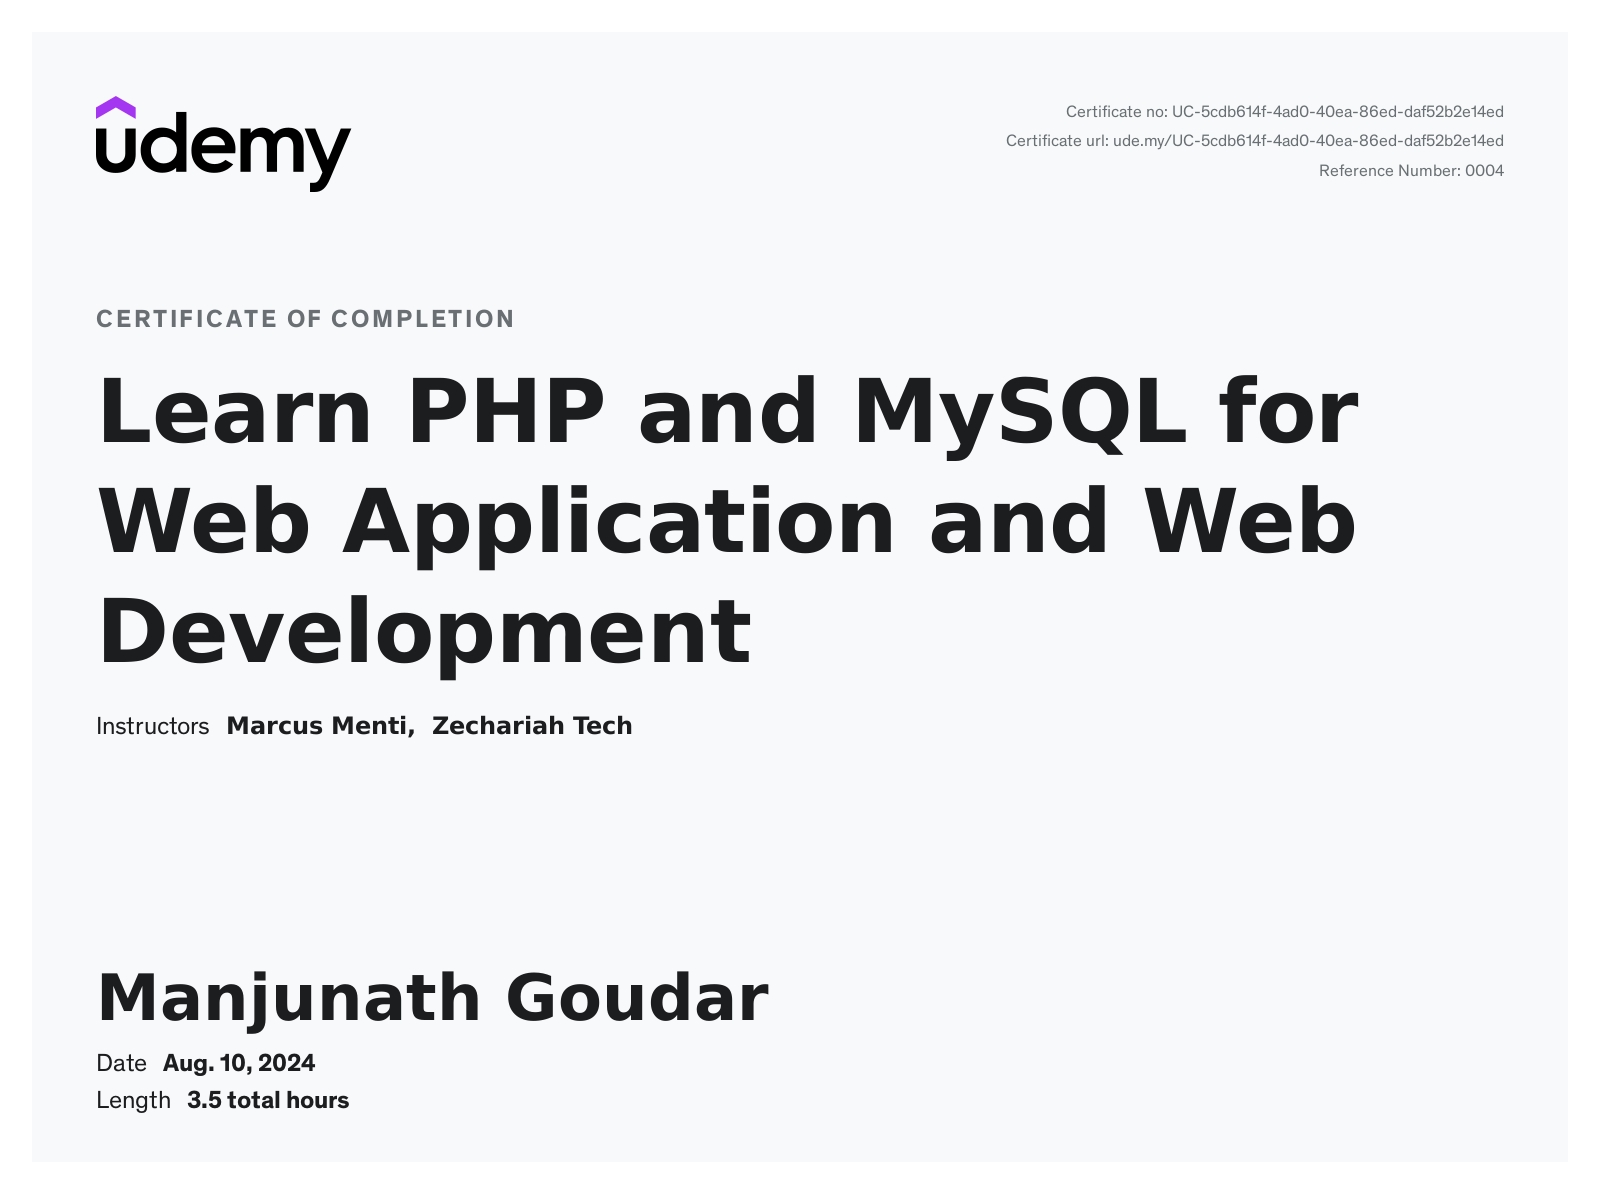 udemy
Certificate no: UC-5cdb614f-4ad0-40ea-86ed-daf52b2e14ed
Certificate url: ude.my/UC-5cdb614f-4ad0-40ea-86ed-daf52b2e14ed
Reference Number: 0004
CERTIFICATE OF COMPLETION
Learn PHP and MySQL for
Web Application and Web
Development
Instructors Marcus Menti, Zechariah Tech
Manjunath Goudar
Date Aug. 10, 2024
Length 3.5 total hours